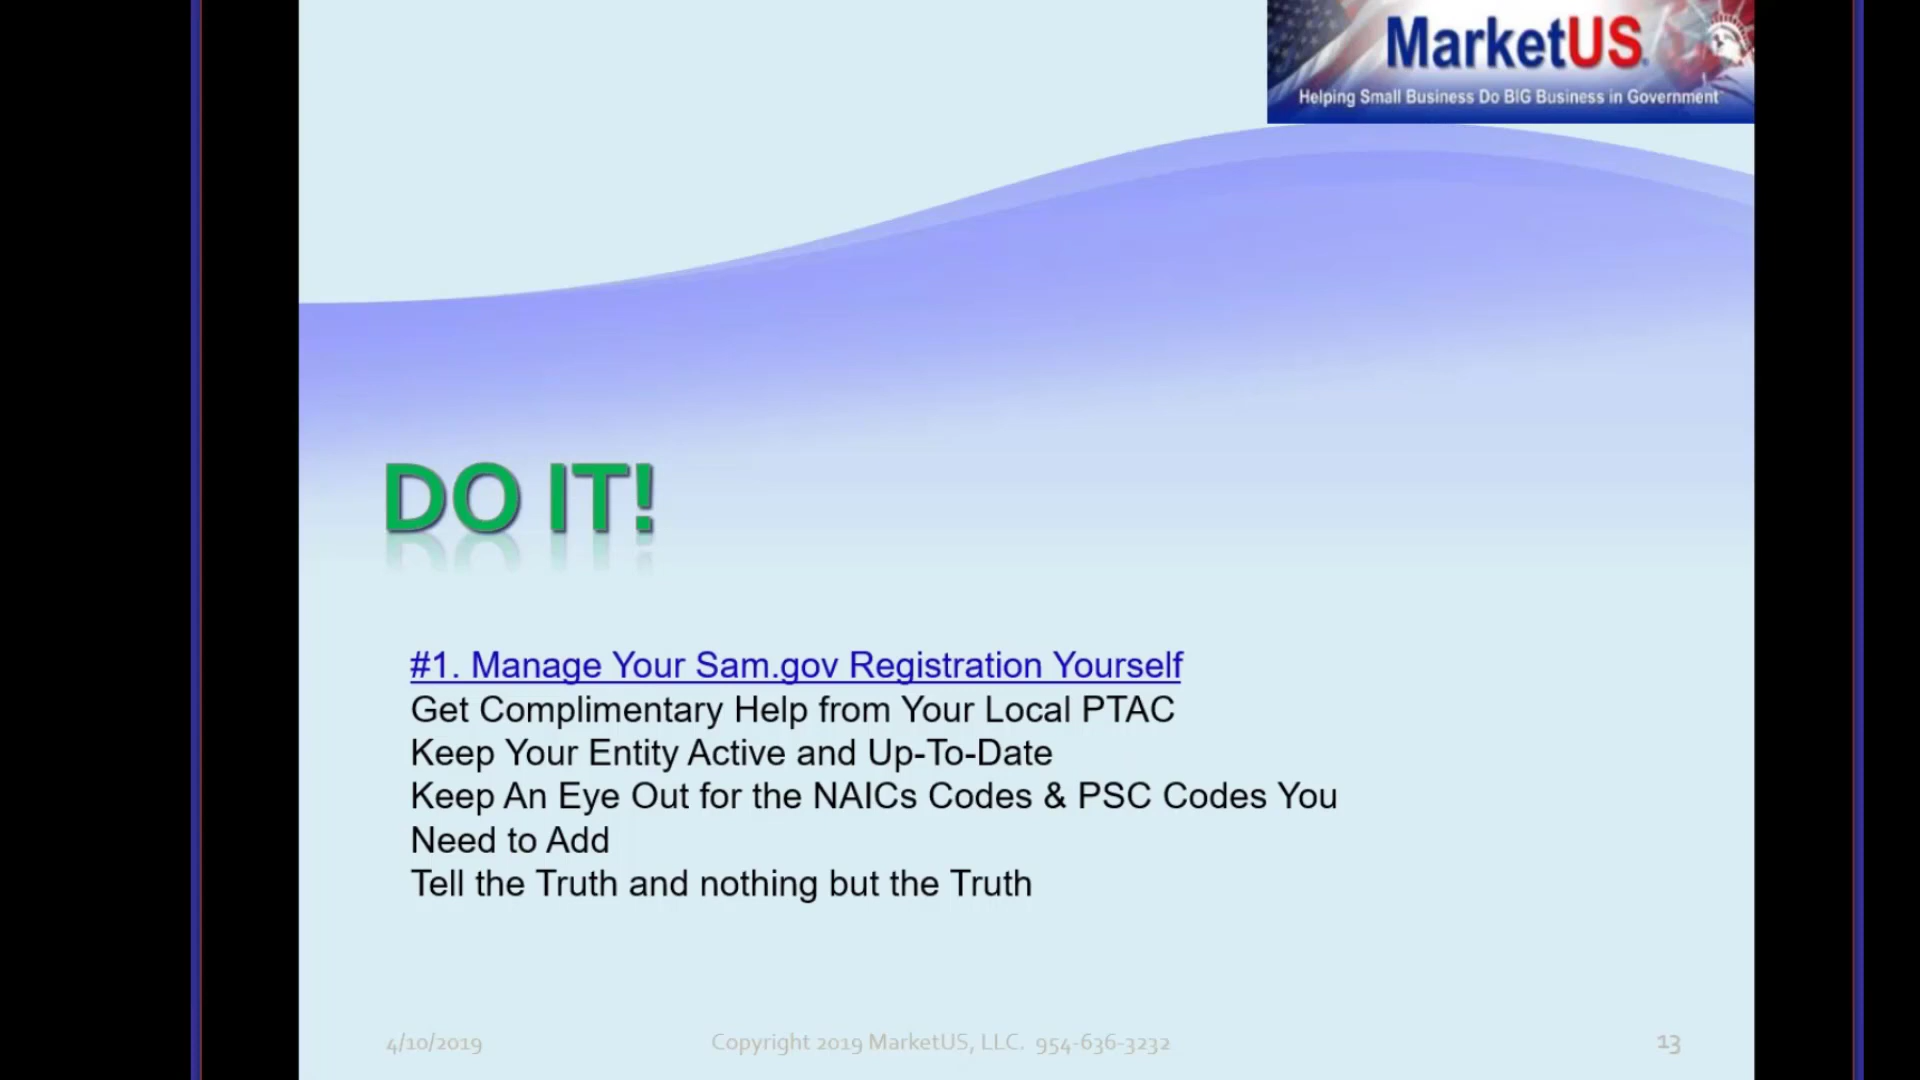 MarketUS
Helping Small Business Do BIG Business in Government
DO IT!
#1. Manage Your Sam.gov Registration Yourself
Get Complimentary Help from Your Local PTAC
Keep Your Entity Active and Up-To-Date
Keep An Eye Out for the NAICs Codes & PSC Codes You
Need to Add
Tell the Truth and nothing but the Truth
4/10/2019
Copyright 2019 MarketUS, LLC. 954-636-3232
13